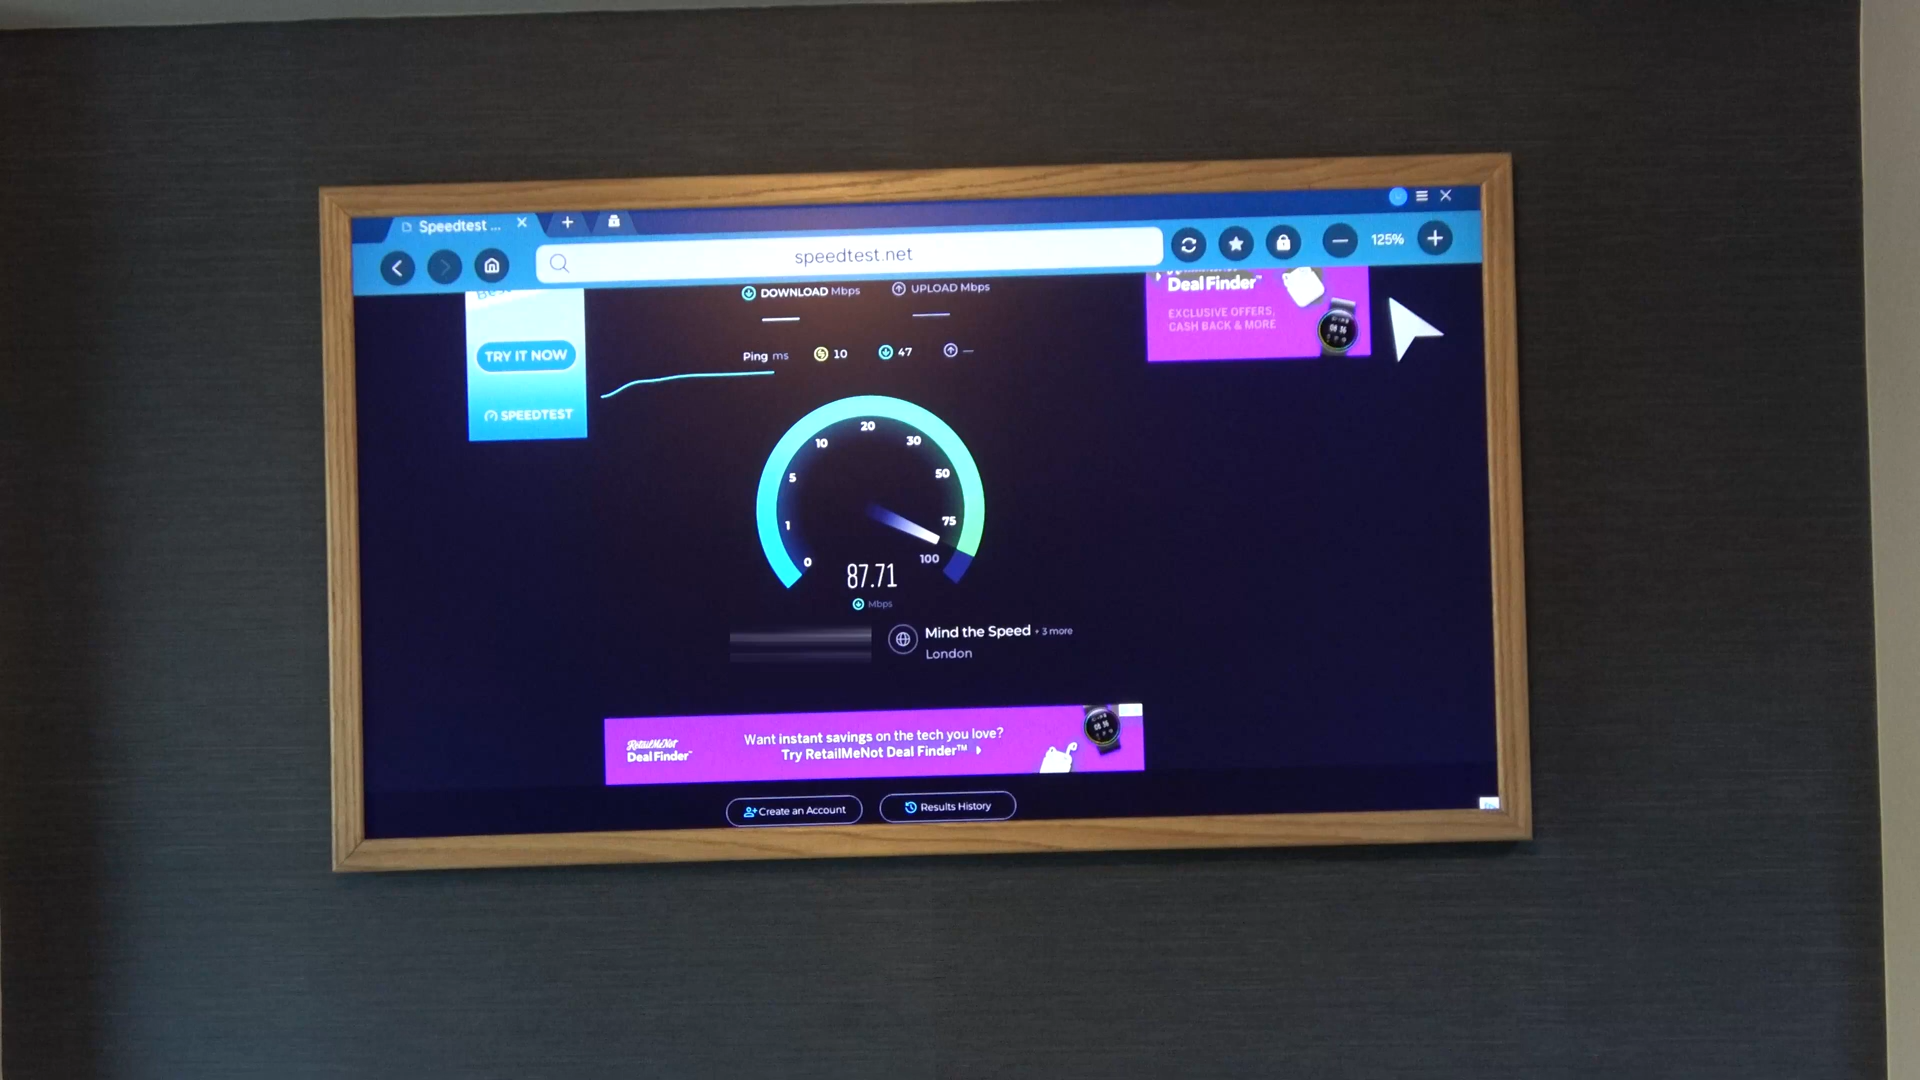 Speedtest ...
speedtest.net
125%
DOWNLOAD Mbps
UPLOAD Mbps
Deal Finder™
EXCLUSIVE OFFERS,
CASH BACK & MORE
TRY IT NOW
SPEEDTEST
Ping ms
10
47
—
0
1
5
10
20
30
50
75
100
87.71
Mbps
Mind the Speed + 3 more
London
RetailMeNot
Deal Finder™
Want instant savings on the tech you love?
Try RetailMeNot Deal Finder™
Create an Account
Results History